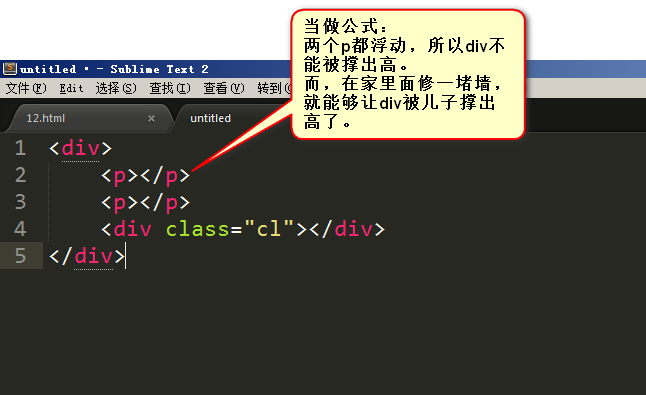 当做公式：
两个p都浮动，所以div不
能被撑出高。
而，在家里面修一堵墙，
就能够让div被儿子撑出
高了。
untitled • - Sublime Text 2
文件(F) Edit 选择(S) 查找(I) 查看(V) 转到(
12.html × untitled
1 <div>
2 <p></p>
3 <p></p>
4 <div class="cl"></div>
5 </div>